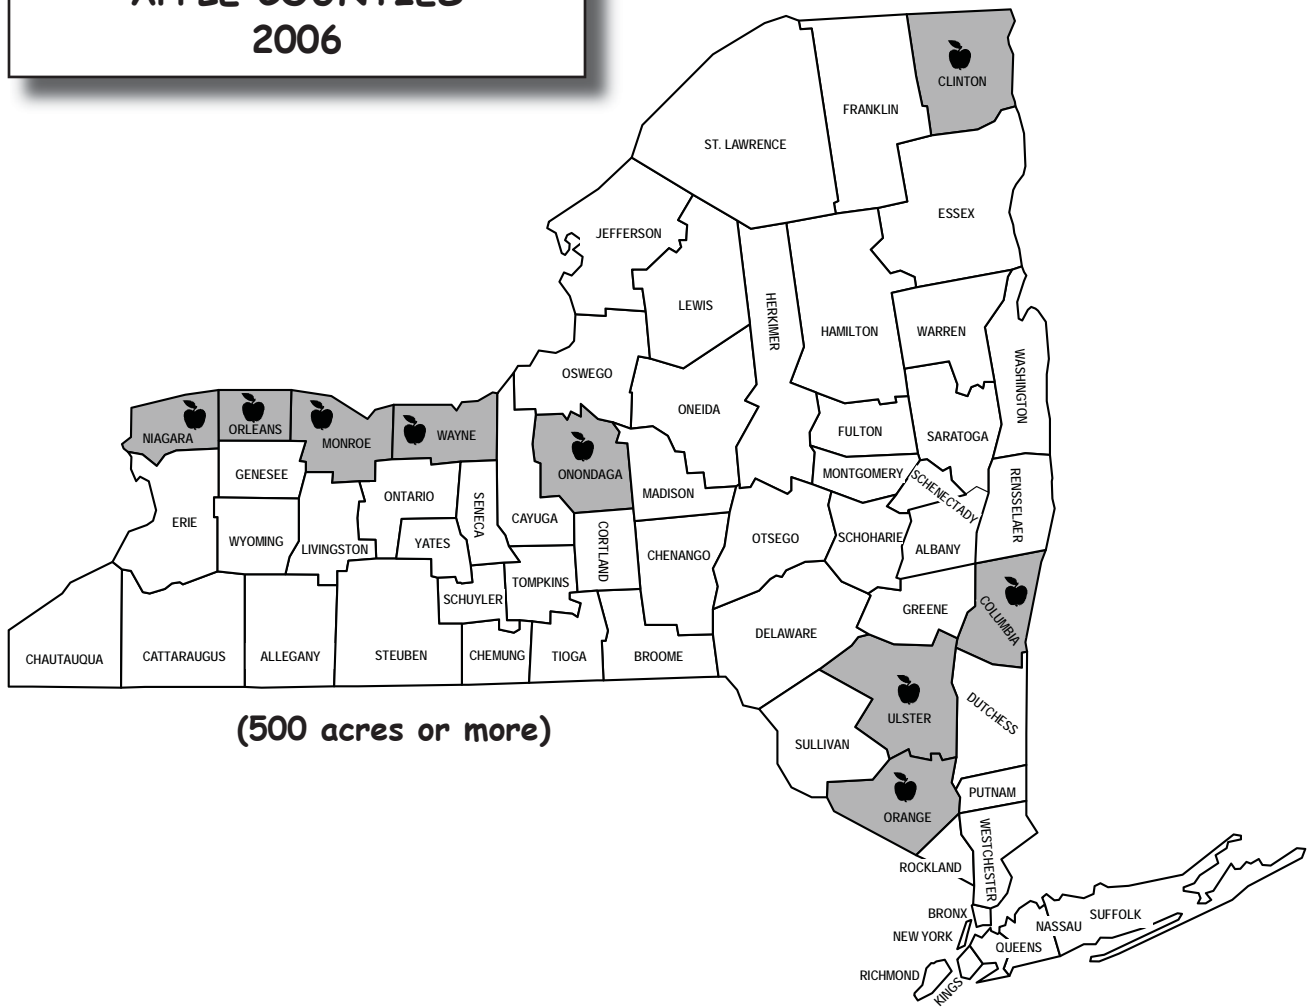 APPLE COUNTIES
2006
CLINTON
FRANKLIN
ST. LAWRENCE
ESSEX
JEFFERSON
LEWIS
HERKIMER
HAMILTON
WARREN
WASHINGTON
OSWEGO
ONEIDA
FULTON
SARATOGA
NIAGARA
ORLEANS
MONROE
WAYNE
ONONDAGA
MADISON
MONTGOMERY
SCHENECTADY
RENSSELAER
GENESEE
ONTARIO
SENECA
CAYUGA
CORTLAND
CHENANGO
OTSEGO
SCHOHARIE
ALBANY
ERIE
WYOMING
LIVINGSTON
YATES
SCHUYLER
TOMPKINS
GREENE
COLUMBIA
CHAUTAUQUA
CATTARAUGUS
ALLEGANY
STEUBEN
CHEMUNG
TIOGA
BROOME
DELAWARE
(500 acres or more)
ULSTER
DUTCHESS
SULLIVAN
ORANGE
PUTNAM
ROCKLAND
WESTCHESTER
BRONX
NEW YORK
QUEENS
NASSAU
SUFFOLK
RICHMOND
KINGS